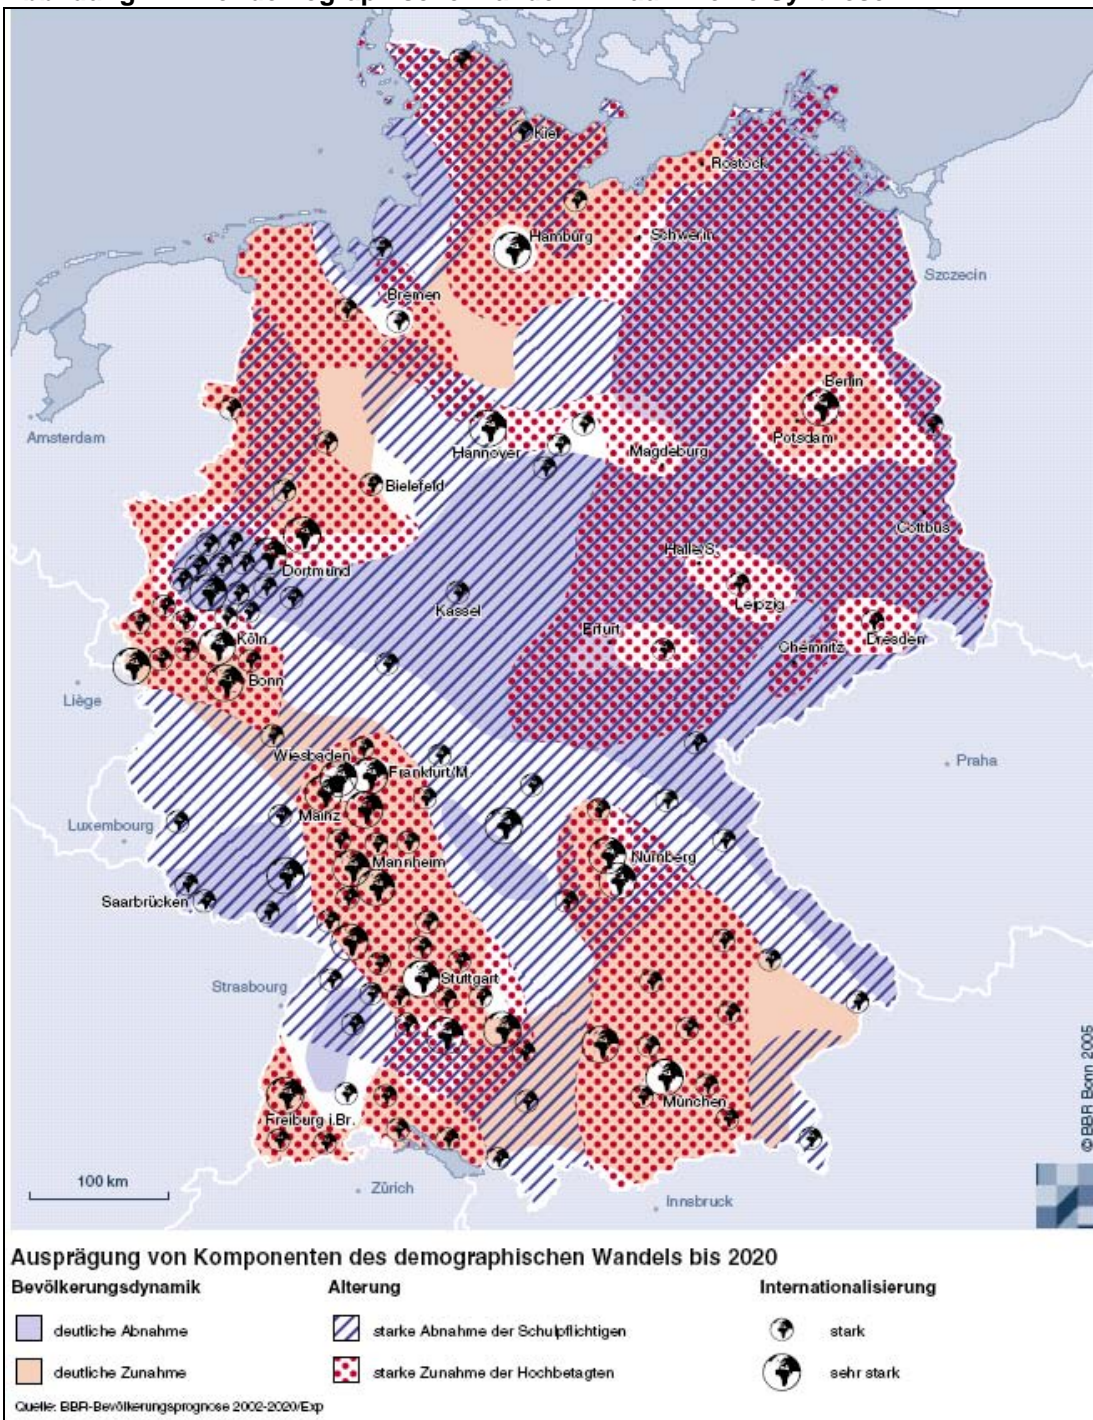 Kie
Rostock
Hamburg
Schwerin
Szczecin
Bremen
Berlin
Amsterdam
Hannover
Magdeburg
Potsdam
Bielefeld
Cottbus
Dortmund
Halle/S.
Leipzig
Kassel
Erfurt
Dresden
Chemnitz
Köln
Bonn
Liège
Wiesbaden
Frankfurt/M.
Praha
Mainz
Luxembourg
Mannheim
Nürnberg
Saarbrücken
Strasbourg
Stuttgart
München
Freiburg i.Br.
© BBR Bonn 2005
100 km
Zürich
Innsbruck
Ausprägung von Komponenten des demographischen Wandels bis 2020
Bevölkerungsdynamik Alterung Internationalisierung
deutliche Abnahme starke Abnahme der Schulpflichtigen stark
deutliche Zunahme starke Zunahme der Hochbetagten sehr stark
Quelle: BBR-Bevölkerungsprognose 2002-2020/Exp